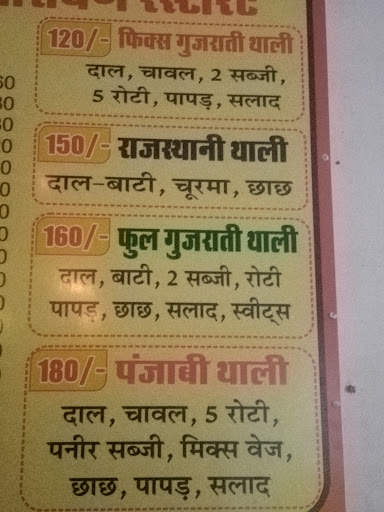 रेस्टोरेंट
120/- फिक्स गुजराती थाली
दाल, चावल, 2 सब्जी,
5 रोटी, पापड़, सलाद
150/- राजस्थानी थाली
दाल-बाटी, चूरमा, छाछ
160/- फुल गुजराती थाली
दाल, बाटी, 2 सब्जी, रोटी
पापड़, छाछ, सलाद, स्वीट्स
180/- पंजाबी थाली
दाल, चावल, 5 रोटी,
पनीर सब्जी, मिक्स वेज,
छाछ, पापड़, सलाद